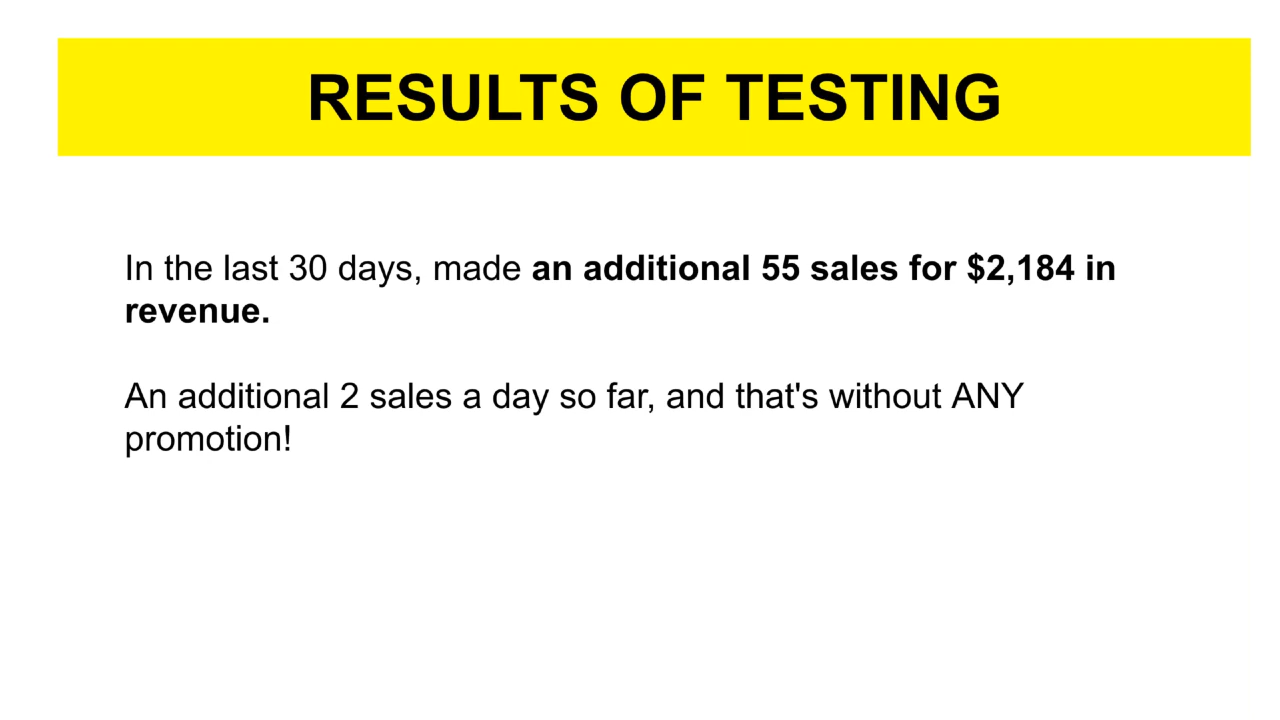 RESULTS OF TESTING
In the last 30 days, made an additional 55 sales for $2,184 in
revenue.
An additional 2 sales a day so far, and that's without ANY
promotion!